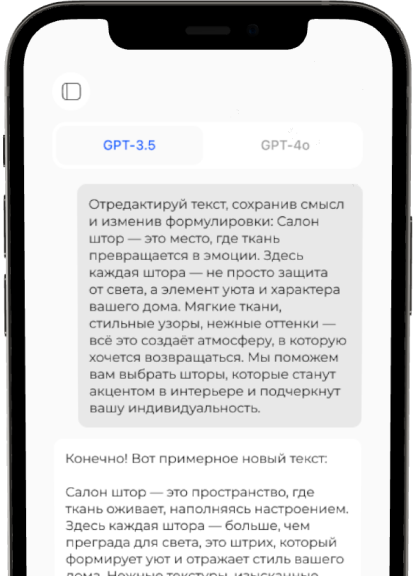 GPT-3.5
GPT-4o
Отредактируй текст, сохранив смысл
и изменив формулировки: Салон
штор — это место, где ткань
превращается в эмоции. Здесь
каждая штора — не просто защита
от света, а элемент уюта и характера
вашего дома. Мягкие ткани,
стильные узоры, нежные оттенки —
всё это создаёт атмосферу, в которую
хочется возвращаться. Мы поможем
вам выбрать шторы, которые станут
акцентом в интерьере и подчеркнут
вашу индивидуальность.
Конечно! Вот примерное новый текст:
Салон штор — это пространство, где
ткань оживает, наполняясь настроением.
Здесь каждая штора — больше, чем
преграда для света, это штрих, который
формирует уют и отражает стиль вашего
дома. Нежные текстуры, изысканные